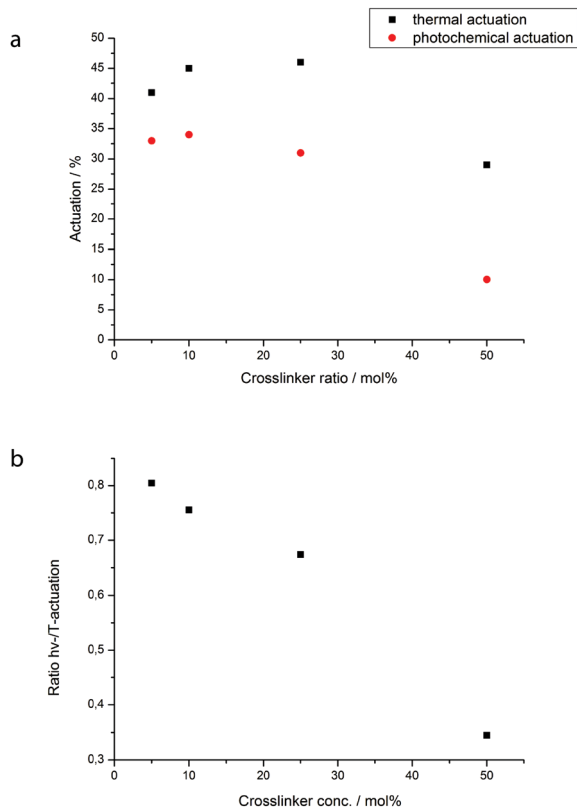 thermal actuation
photochemical actuation
a
50
45
40
35
30
25
20
15
10
5
0
Actuation / %
0 10 20 30 40 50
Crosslinker ratio / mol%
b
0,8
0,7
0,6
0,5
0,4
0,3
Ratio hv-/T-actuation
0 10 20 30 40 50
Crosslinker conc. / mol%